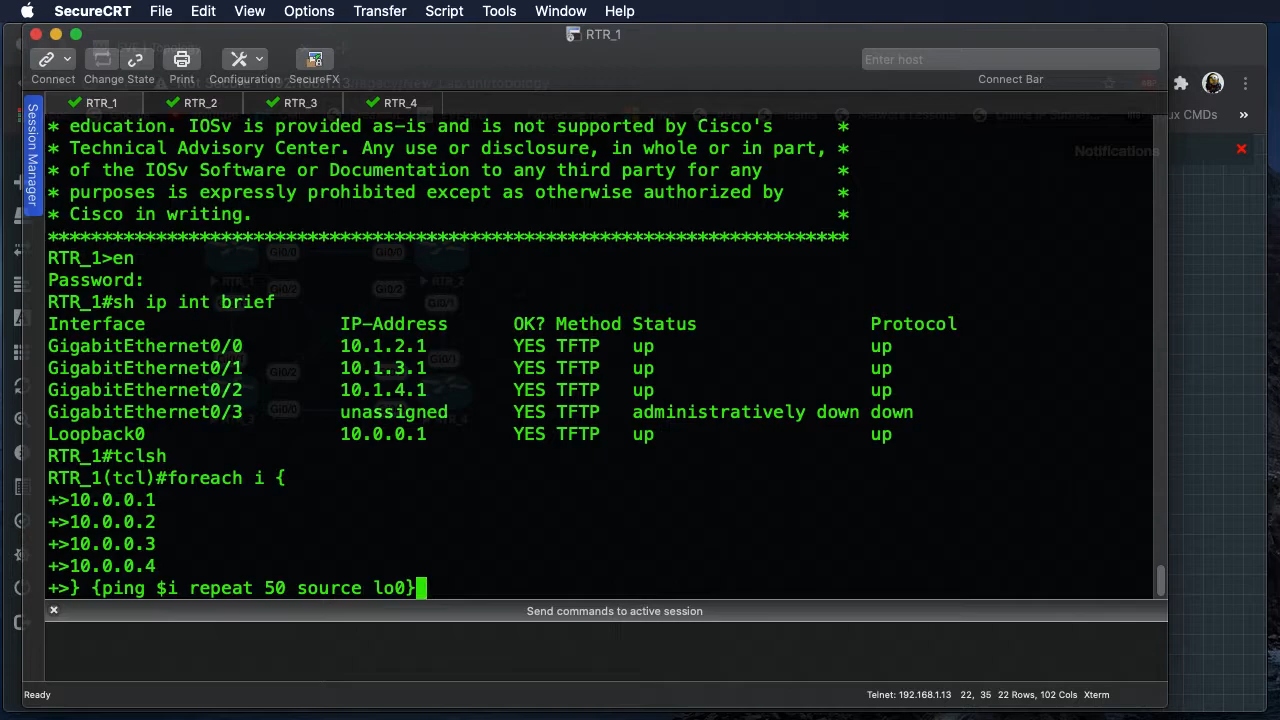 SecureCRT File Edit View Options Transfer Script Tools Window Help
RTR_1
Enter host
Connect Change State Print Configuration SecureFX Connect Bar
RTR_1 RTR_2 RTR_3 RTR_4
Session Manager
UX CMDs »
Notifications
* education. IOSv is provided as-is and is not supported by Cisco's *
* Technical Advisory Center. Any use or disclosure, in whole or in part, *
* of the IOSv Software or Documentation to any third party for any *
* purposes is expressly prohibited except as otherwise authorized by *
* Cisco in writing. *
**************************************************************************
RTR_1>en
Password:
RTR_1#sh ip int brief
Interface IP-Address OK? Method Status Protocol
GigabitEthernet0/0 10.1.2.1 YES TFTP up up
GigabitEthernet0/1 10.1.3.1 YES TFTP up up
GigabitEthernet0/2 10.1.4.1 YES TFTP up up
GigabitEthernet0/3 unassigned YES TFTP administratively down down
Loopback0 10.0.0.1 YES TFTP up up
RTR_1#tclsh
RTR_1(tcl)#foreach i {
+>10.0.0.1
+>10.0.0.2
+>10.0.0.3
+>10.0.0.4
+>} {ping $i repeat 50 source lo0}
Send commands to active session
Ready Telnet: 192.168.1.13 22, 35 22 Rows, 102 Cols Xterm